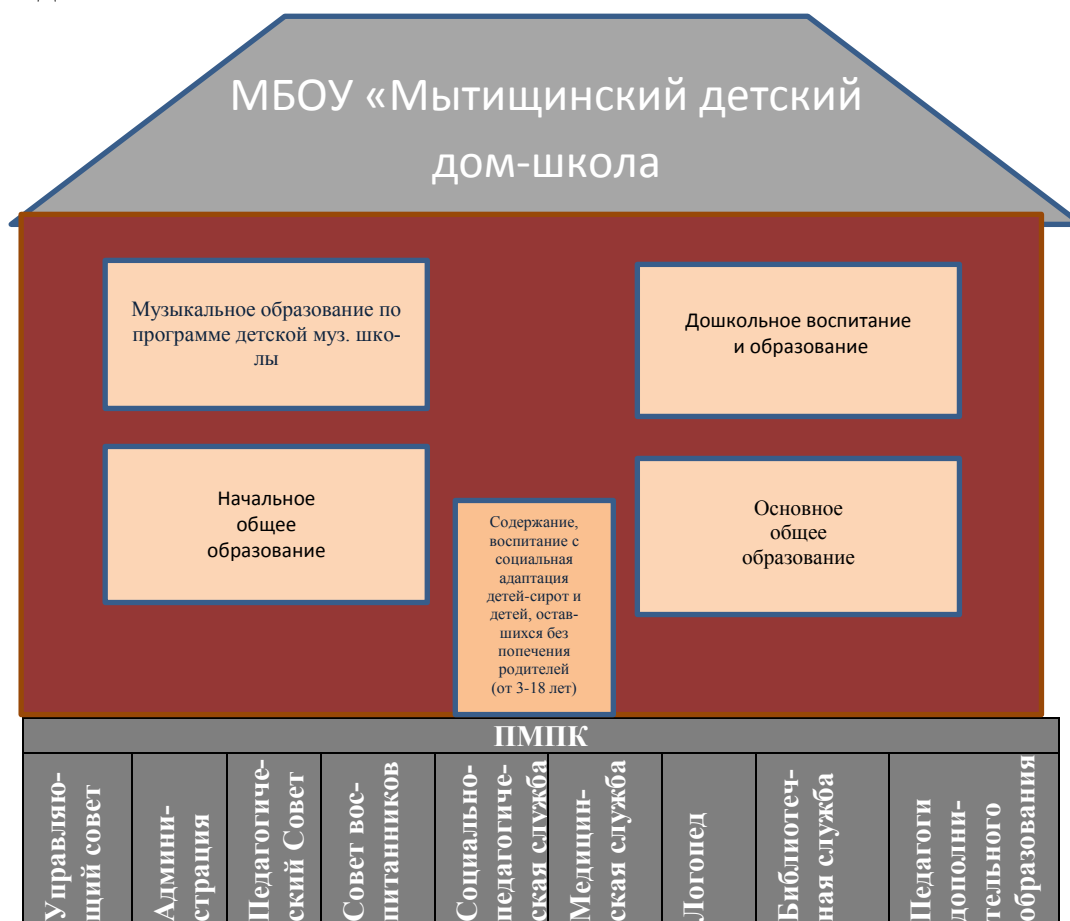 МБОУ «Мытищинский детский
дом-школа
Музыкальное образование по
программе детской муз. шко-
лы
Дошкольное воспитание
и образование
Начальное
общее
образование
Основное
общее
образование
Содержание,
воспитание с
социальная
адаптация
детей-сирот и
детей, остав-
шихся без
попечения
родителей
(от 3-18 лет)
ПМПК
Управляю-
щий совет
Админи-
страция
Педагогиче-
ский Совет
Совет вос-
питанников
Социально-
педагогиче-
ская служба
Медицин-
ская служба
Логопед
Библиотеч-
ная служба
Педагоги
дополни-
тельного
образования